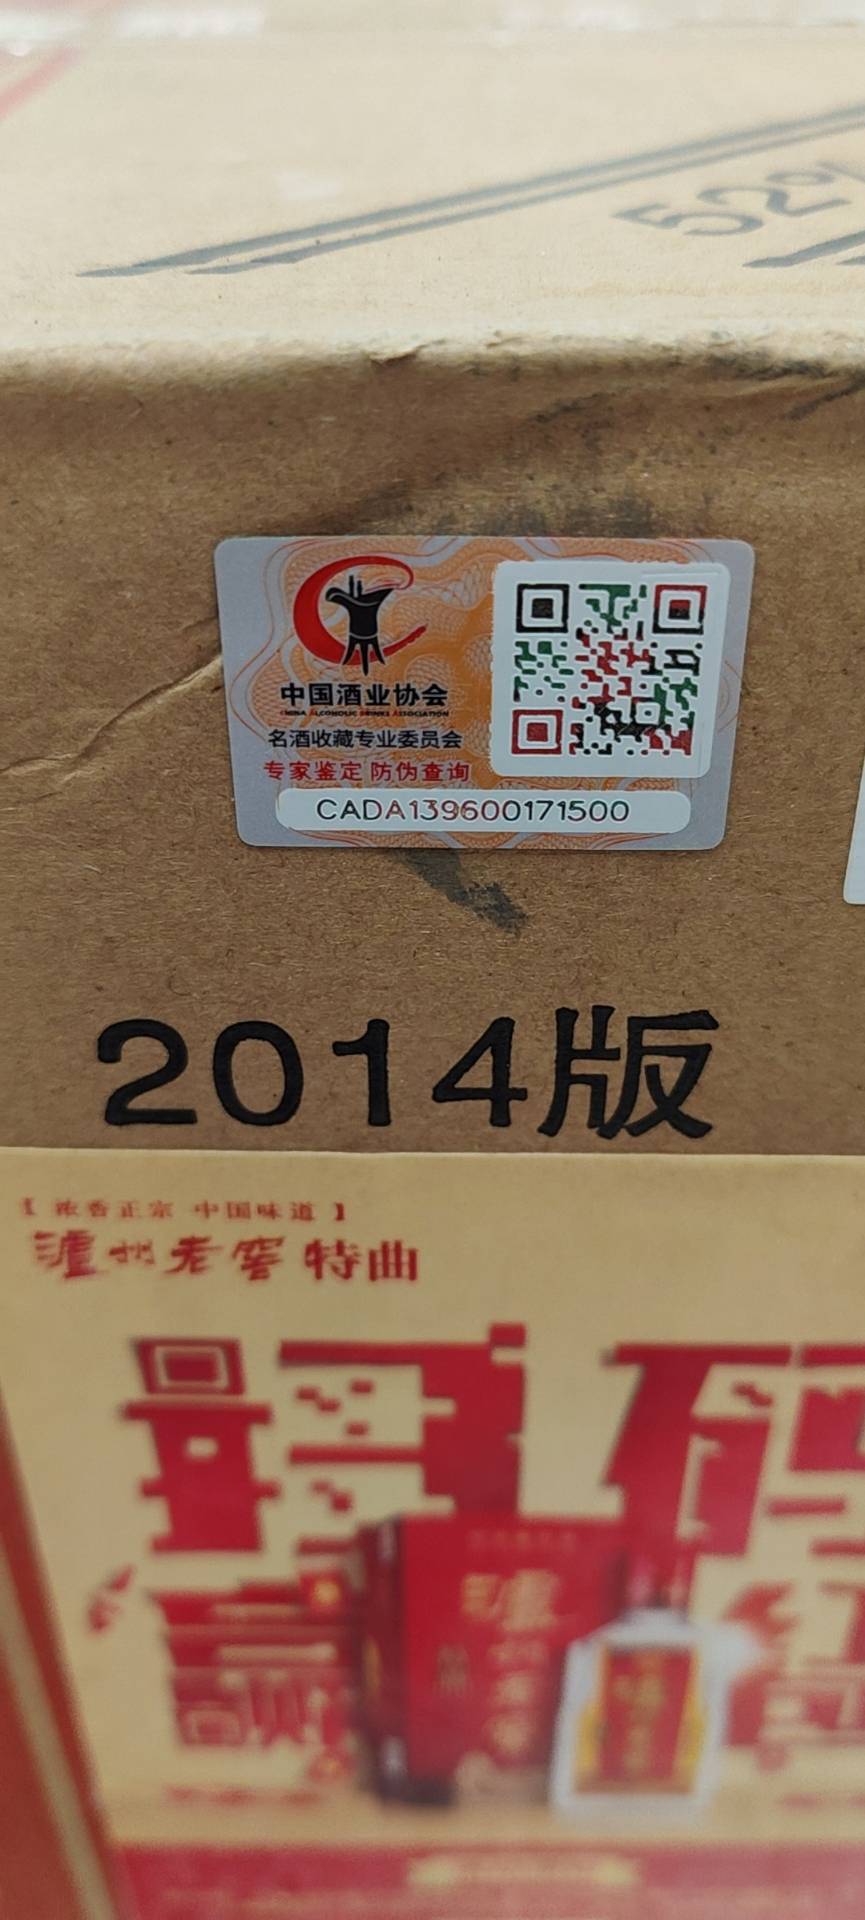 52%
中国酒业协会
CHINA ALCOHOLIC DRINKS ASSOCIATION
名酒收藏专业委员会
专家鉴定 防伪查询
CADA139600171500
2014版
【 浓香正宗 中国味道 】
泸州老窖 特曲